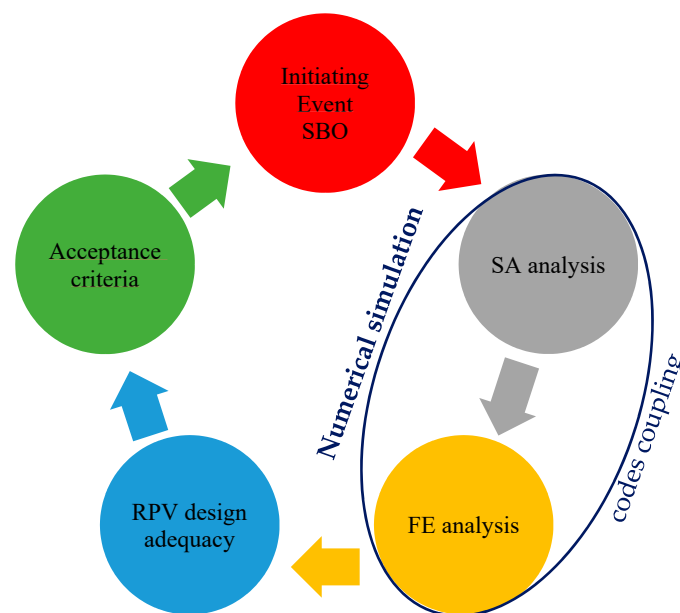 Initiating
Event
SBO
SA analysis
FE analysis
RPV design
adequacy
Acceptance
criteria
Numerical simulation
codes coupling